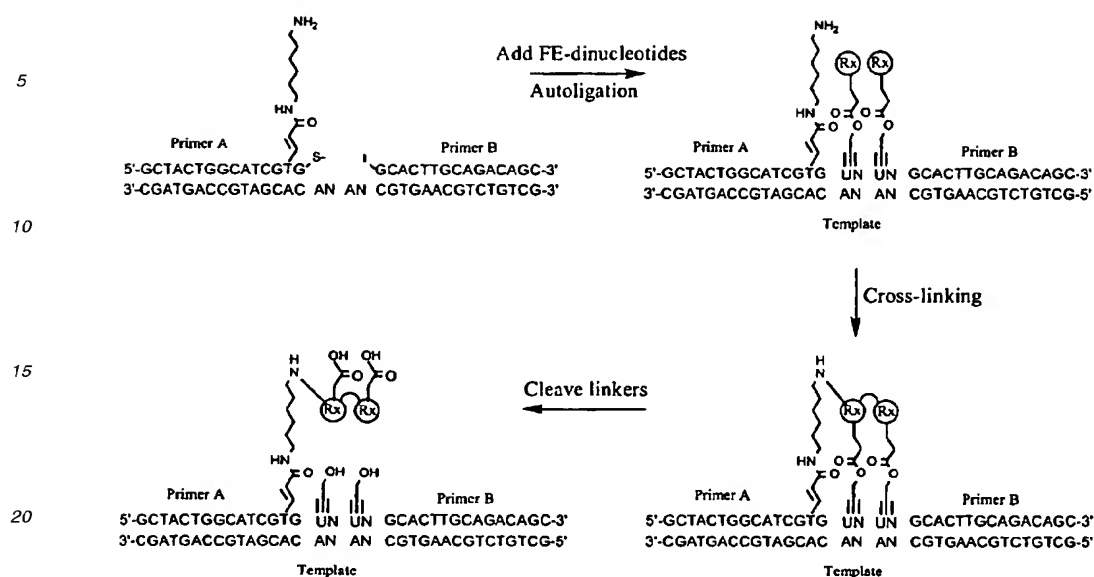 NH₂
HN
O
Primer A
S-
I
Primer B
5'-GCTACTGGCATCGTG GCACTTGCAGACAGC-3'
3'-CGATGACCGTAGCAC AN AN CGTGAACGTCTGTCG-3'
Add FE-dinucleotides
Autoligation
NH₂
Rx Rx
HN
O O O
O O
Primer A
Primer B
5'-GCTACTGGCATCGTG UN UN GCACTTGCAGACAGC-3'
3'-CGATGACCGTAGCAC AN AN CGTGAACGTCTGTCG-5'
Template
5
10
Cross-linking
H
N
Rx Rx
HN
O O O
O O
Primer A
Primer B
5'-GCTACTGGCATCGTG UN UN GCACTTGCAGACAGC-3'
3'-CGATGACCGTAGCAC AN AN CGTGAACGTCTGTCG-5'
Template
Cleave linkers
15
H
N
OH OH
O O
Rx Rx
HN
O OH OH
Primer A
Primer B
20
5'-GCTACTGGCATCGTG UN UN GCACTTGCAGACAGC-3'
3'-CGATGACCGTAGCAC AN AN CGTGAACGTCTGTCG-5'
Template